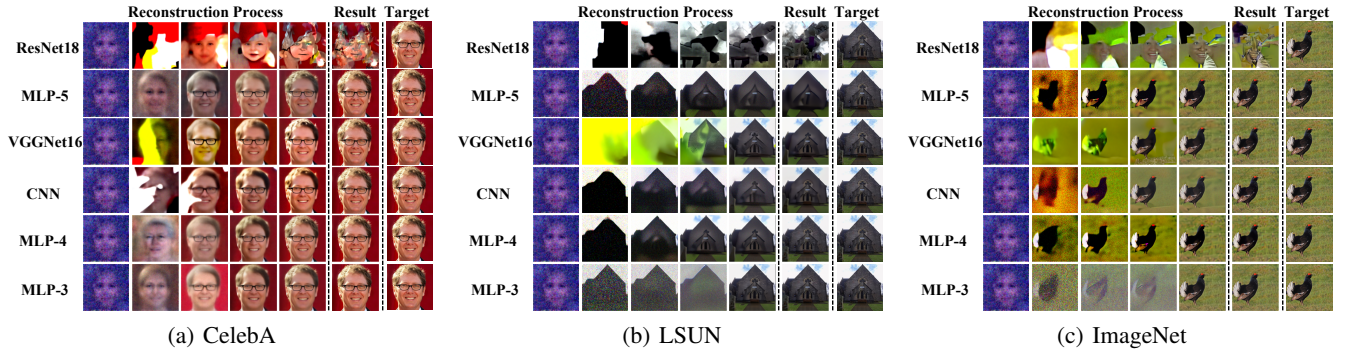 Reconstruction Process Result Target
ResNet18
MLP-5
VGGNet16
CNN
MLP-4
MLP-3
(a) CelebA
Reconstruction Process Result Target
ResNet18
MLP-5
VGGNet16
CNN
MLP-4
MLP-3
(b) LSUN
Reconstruction Process Result Target
ResNet18
MLP-5
VGGNet16
CNN
MLP-4
MLP-3
(c) ImageNet